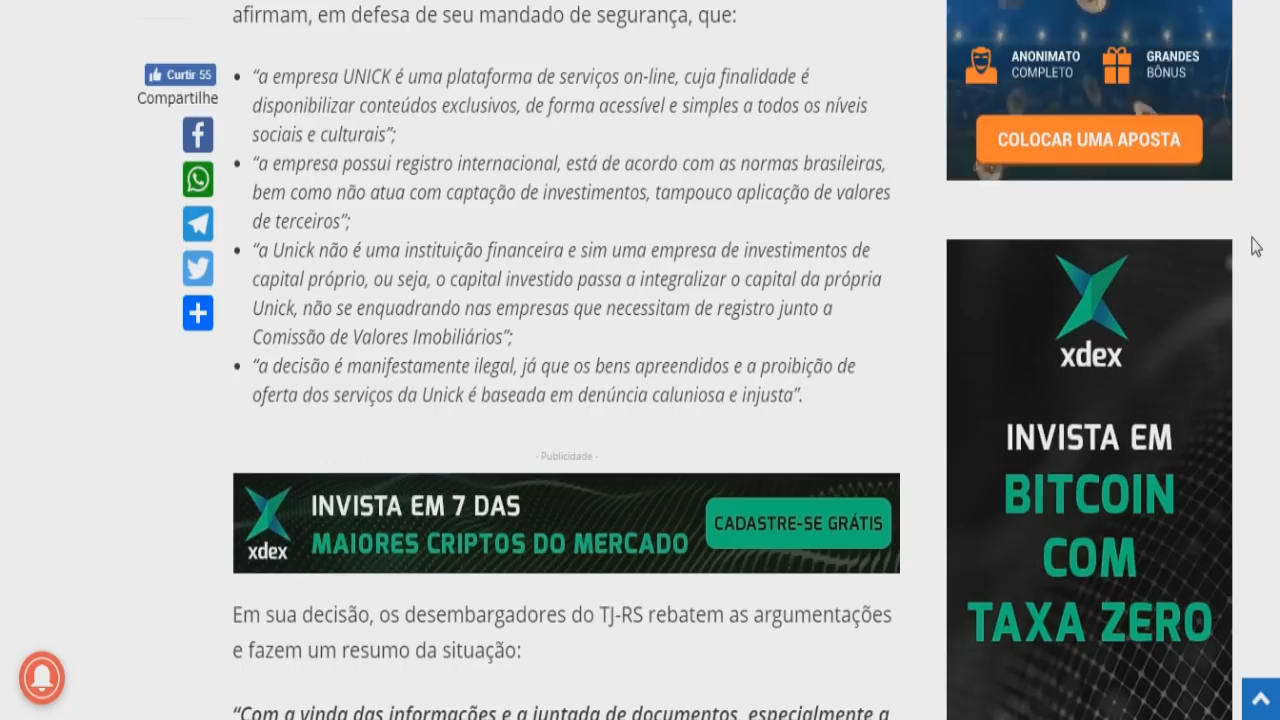 afirmam, em defesa de seu mandado de segurança, que:
Curtir 55
Compartilhe
• “a empresa UNICK é uma plataforma de serviços on-line, cuja finalidade é
disponibilizar conteúdos exclusivos, de forma acessível e simples a todos os níveis
sociais e culturais”;
• “a empresa possui registro internacional, está de acordo com as normas brasileiras,
bem como não atua com captação de investimentos, tampouco aplicação de valores
de terceiros”;
• “a Unick não é uma instituição financeira e sim uma empresa de investimentos de
capital próprio, ou seja, o capital investido passa a integralizar o capital da própria
Unick, não se enquadrando nas empresas que necessitam de registro junto a
Comissão de Valores Imobiliários”;
• “a decisão é manifestamente ilegal, já que os bens apreendidos e a proibição de
oferta dos serviços da Unick é baseada em denúncia caluniosa e injusta”.
- Publicidade -
xdex
INVISTA EM 7 DAS
MAIORES CRIPTOS DO MERCADO
CADASTRE-SE GRÁTIS
Em sua decisão, os desembargadores do TJ-RS rebatem as argumentações
e fazem um resumo da situação:
“Com a vinda das informações e a juntada de documentos, especialmente a
ANONIMATO
COMPLETO
GRANDES
BÔNUS
COLOCAR UMA APOSTA
xdex
INVISTA EM
BITCOIN
COM
TAXA ZERO